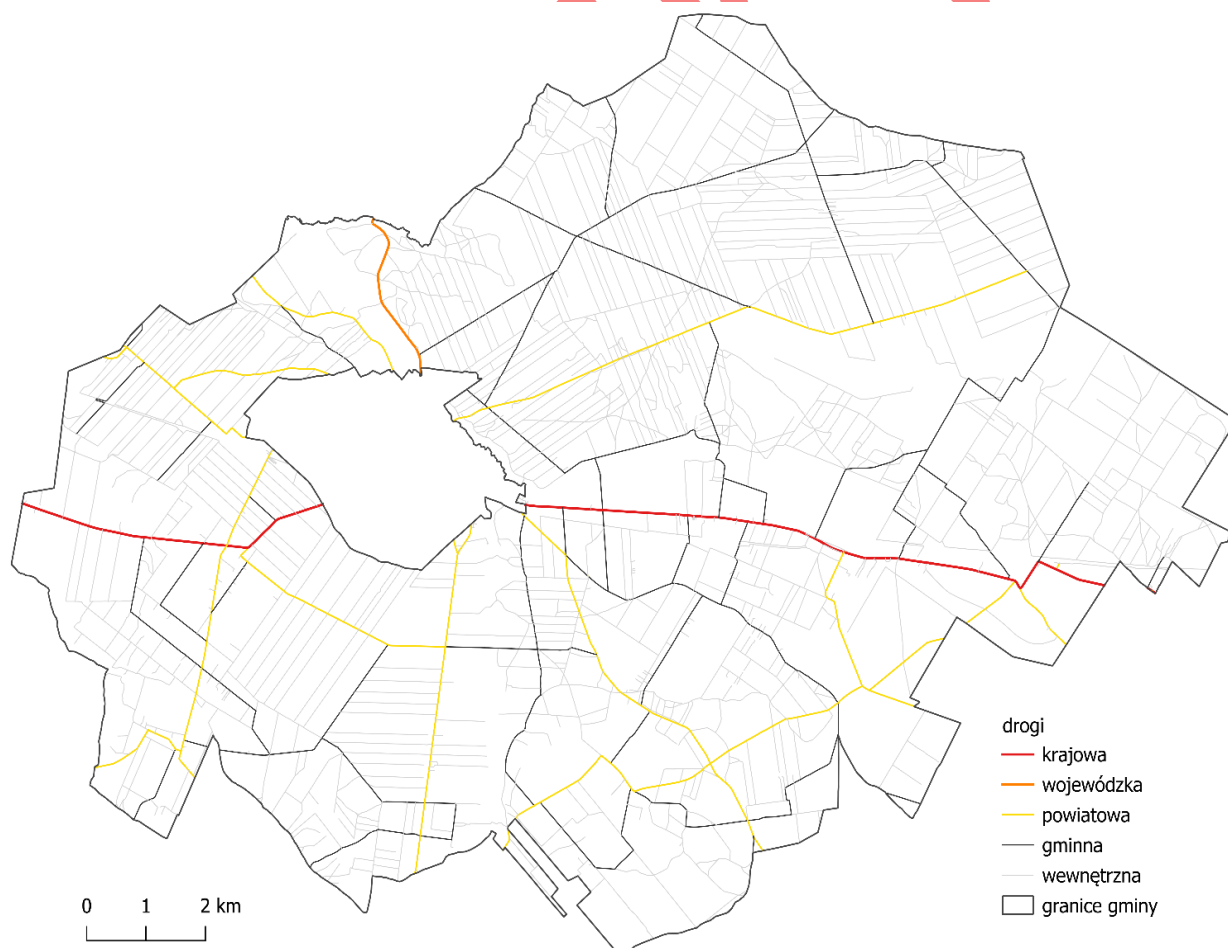 drogi
krajowa
wojewódzka
powiatowa
gminna
wewnętrzna
granice gminy
0 1 2 km